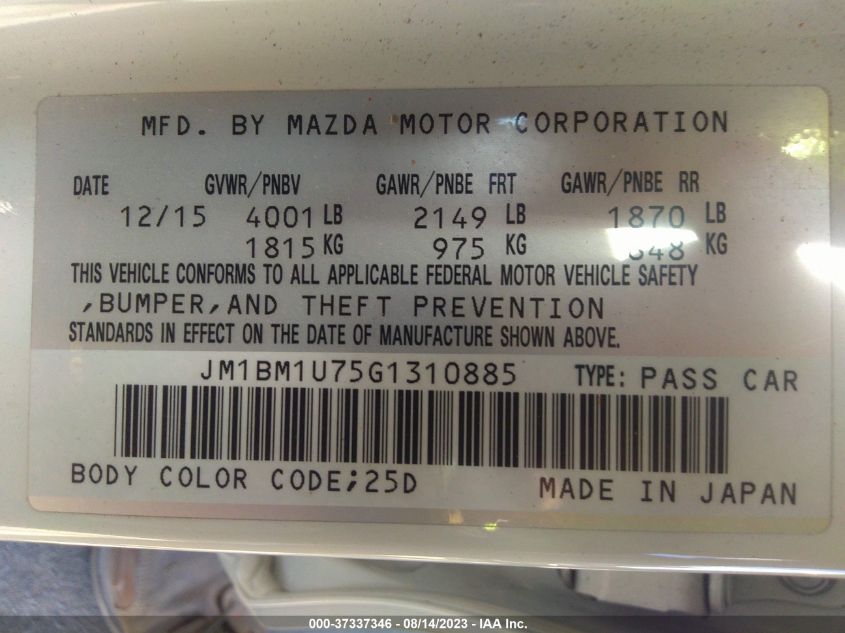 MFD. BY MAZDA MOTOR CORPORATION
DATE GVWR/PNBV GAWR/PNBE FRT GAWR/PNBE RR
12/15 4001 LB 2149 LB 1870 LB
1815 KG 975 KG 848 KG
THIS VEHICLE CONFORMS TO ALL APPLICABLE FEDERAL MOTOR VEHICLE SAFETY
,BUMPER,AND THEFT PREVENTION
STANDARDS IN EFFECT ON THE DATE OF MANUFACTURE SHOWN ABOVE.
JM1BM1U75G1310885 TYPE: PASS CAR
BODY COLOR CODE;25D MADE IN JAPAN
000-37337346 - 08/14/2023 - IAA Inc.